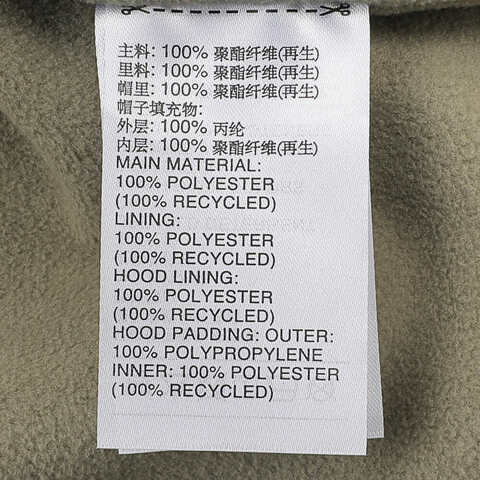 主料: 100% 聚酯纤维(再生)
里料: 100% 聚酯纤维(再生)
帽里: 100% 聚酯纤维(再生)
帽子填充物:
外层: 100% 丙纶
内层: 100% 聚酯纤维(再生)
MAIN MATERIAL:
100% POLYESTER
(100% RECYCLED)
LINING:
100% POLYESTER
(100% RECYCLED)
HOOD LINING:
100% POLYESTER
(100% RECYCLED)
HOOD PADDING: OUTER:
100% POLYPROPYLENE
INNER: 100% POLYESTER
(100% RECYCLED)